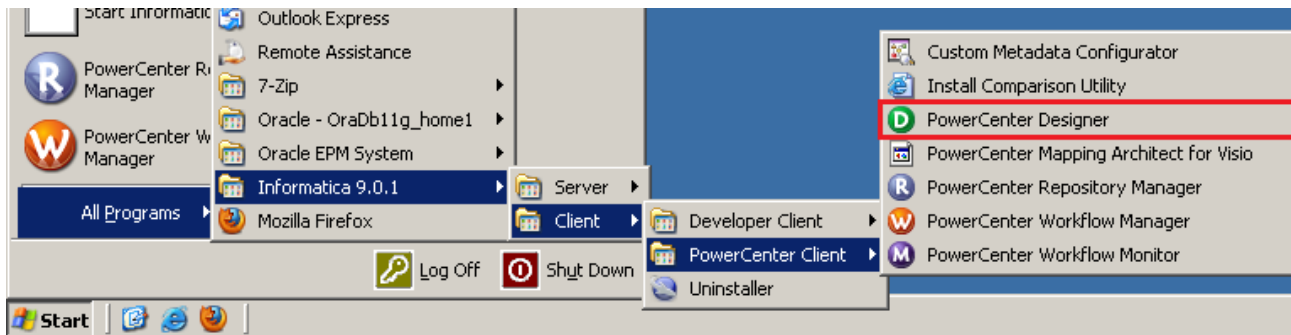 Start Informatic
PowerCenter R
Manager
PowerCenter W
Manager
All Programs
Outlook Express
Remote Assistance
7-Zip
Oracle - OraDb11g_home1
Oracle EPM System
Informatica 9.0.1
Mozilla Firefox
Log Off
Shut Down
Server
Client
Developer Client
PowerCenter Client
Uninstaller
Custom Metadata Configurator
Install Comparison Utility
PowerCenter Designer
PowerCenter Mapping Architect for Visio
PowerCenter Repository Manager
PowerCenter Workflow Manager
PowerCenter Workflow Monitor
Start